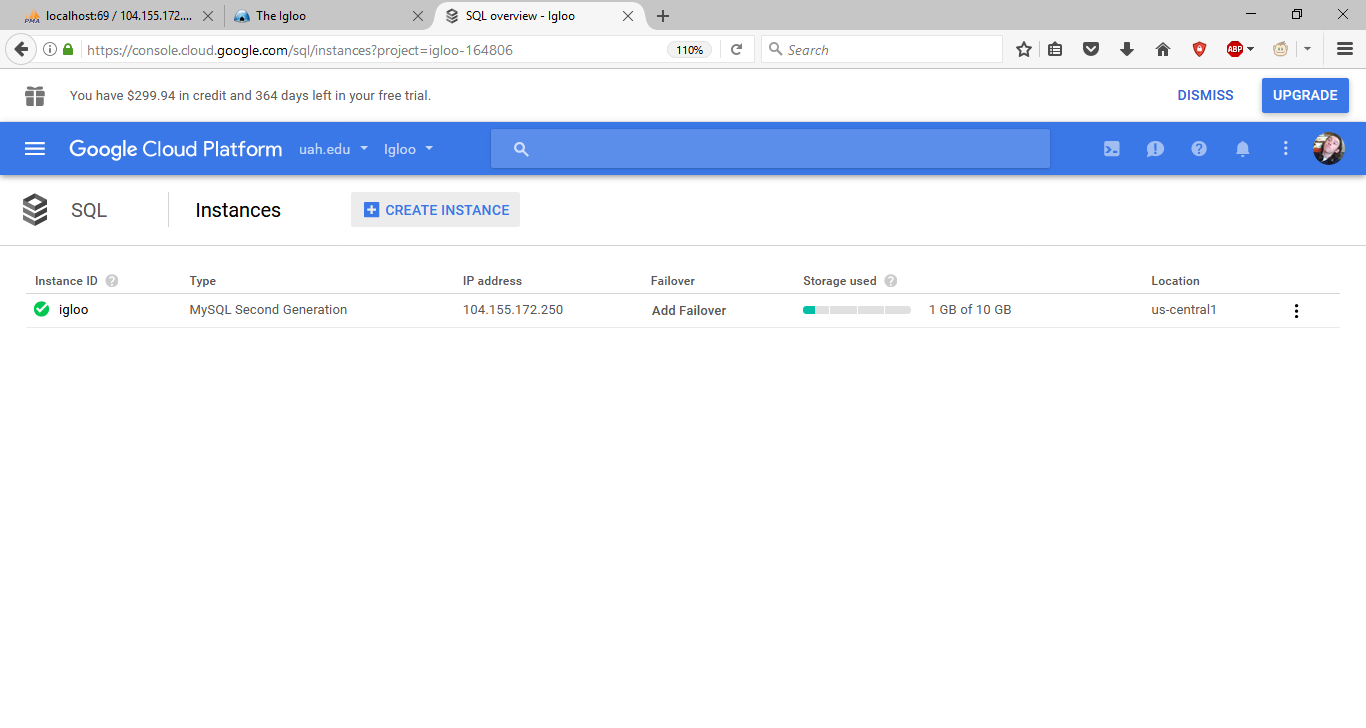 localhost:69 / 104.155.172.... The Igloo SQL overview - Igloo
https://console.cloud.google.com/sql/instances?project=igloo-164806 110% Search ABP
You have $299.94 in credit and 364 days left in your free trial. DISMISS UPGRADE
Google Cloud Platform uah.edu Igloo
SQL Instances CREATE INSTANCE
Instance ID Type IP address Failover Storage used Location
igloo MySQL Second Generation 104.155.172.250 Add Failover 1 GB of 10 GB us-central1